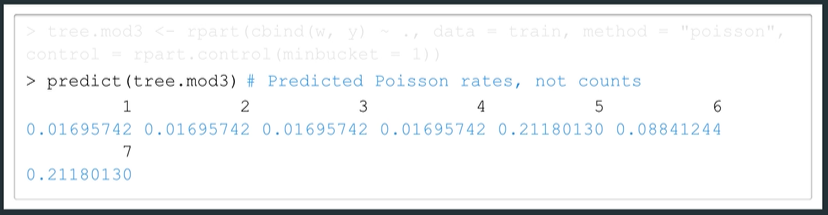 > tree.mod3 <- rpart(cbind(w, y) ~ ., data = train, method = "poisson",
control = rpart.control(minbucket = 1))
> predict(tree.mod3) # Predicted Poisson rates, not counts
1 2 3 4 5 6
0.01695742 0.01695742 0.01695742 0.01695742 0.21180130 0.08841244
7
0.21180130